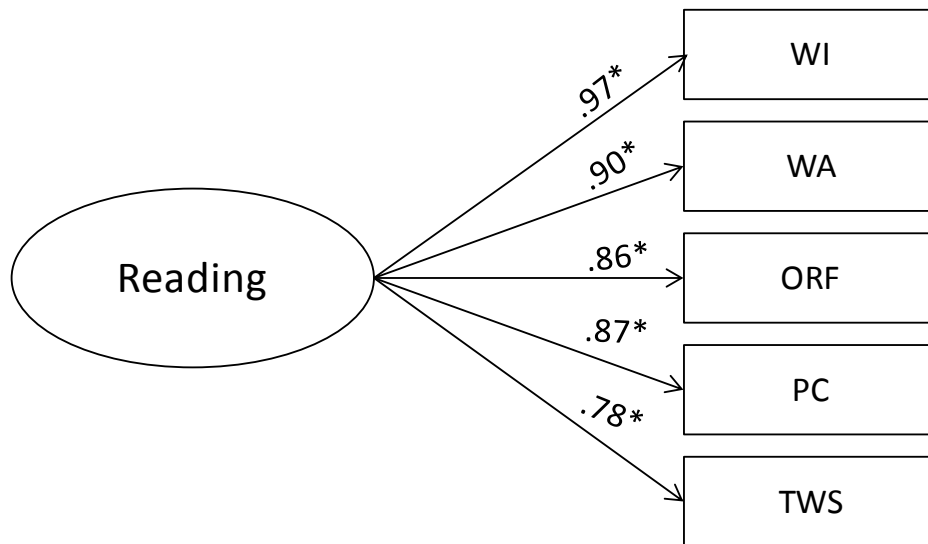 Reading
.97*
.90*
.86*
.87*
.78*
WI
WA
ORF
PC
TWS